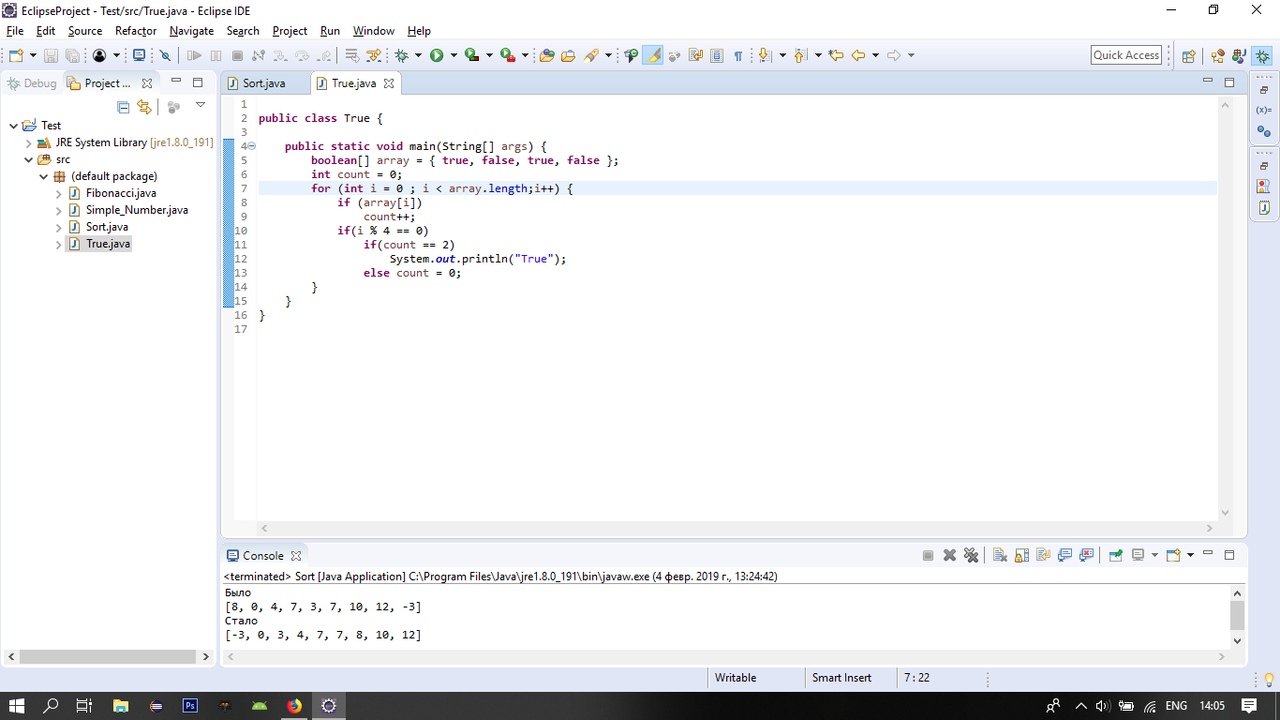 EclipseProject - Test/src/True.java - Eclipse IDE
File Edit Source Refactor Navigate Search Project Run Window Help
Quick Access
Debug Project ... Sort.java True.java
Test
JRE System Library [jre1.8.0_191]
src
(default package)
Fibonacci.java
Simple_Number.java
Sort.java
True.java
1
2 public class True {
3
4 public static void main(String[] args) {
5 boolean[] array = { true, false, true, false };
6 int count = 0;
7 for (int i = 0 ; i < array.length;i++) {
8 if (array[i])
9 count++;
10 if(i % 4 == 0)
11 if(count == 2)
12 System.out.println("True");
13 else count = 0;
14 }
15 }
16 }
17
(x)=
Console
<terminated> Sort [Java Application] C:\Program Files\Java\jre1.8.0_191\bin\javaw.exe (4 февр. 2019 г., 13:24:42)
Было
[8, 0, 4, 7, 3, 7, 10, 12, -3]
Стало
[-3, 0, 3, 4, 7, 7, 8, 10, 12]
Writable Smart Insert 7 : 22
Ps ENG 14:05